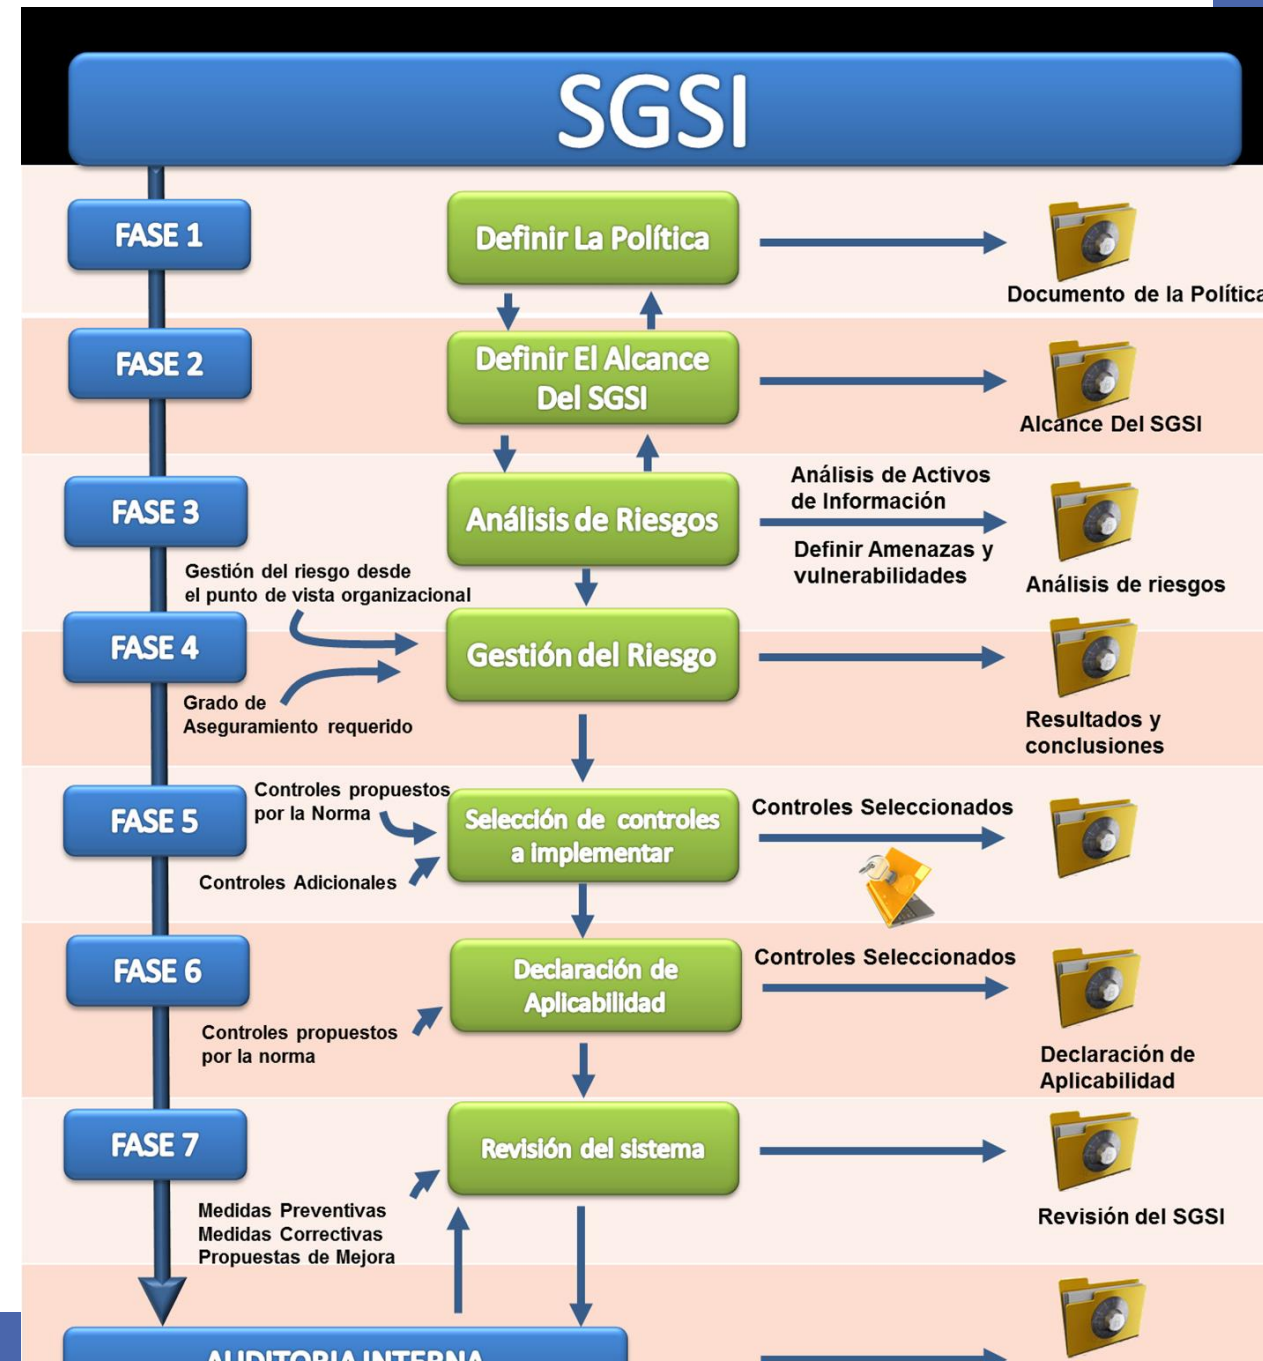 SGSI
FASE 1
Definir La Política
Documento de la Política
FASE 2
Definir El Alcance
Del SGSI
Alcance Del SGSI
FASE 3
Análisis de Riesgos
Análisis de Activos
de Información
Definir Amenazas y
vulnerabilidades
Análisis de riesgos
Gestión del riesgo desde
el punto de vista organizacional
FASE 4
Gestión del Riesgo
Grado de
Aseguramiento requerido
Resultados y
conclusiones
FASE 5
Controles propuestos
por la Norma
Controles Adicionales
Selección de controles
a implementar
Controles Seleccionados
FASE 6
Declaración de
Aplicabilidad
Controles Seleccionados
Controles propuestos
por la norma
Declaración de
Aplicabilidad
FASE 7
Revisión del sistema
Medidas Preventivas
Medidas Correctivas
Propuestas de Mejora
Revisión del SGSI
AUDITORIA INTERNA